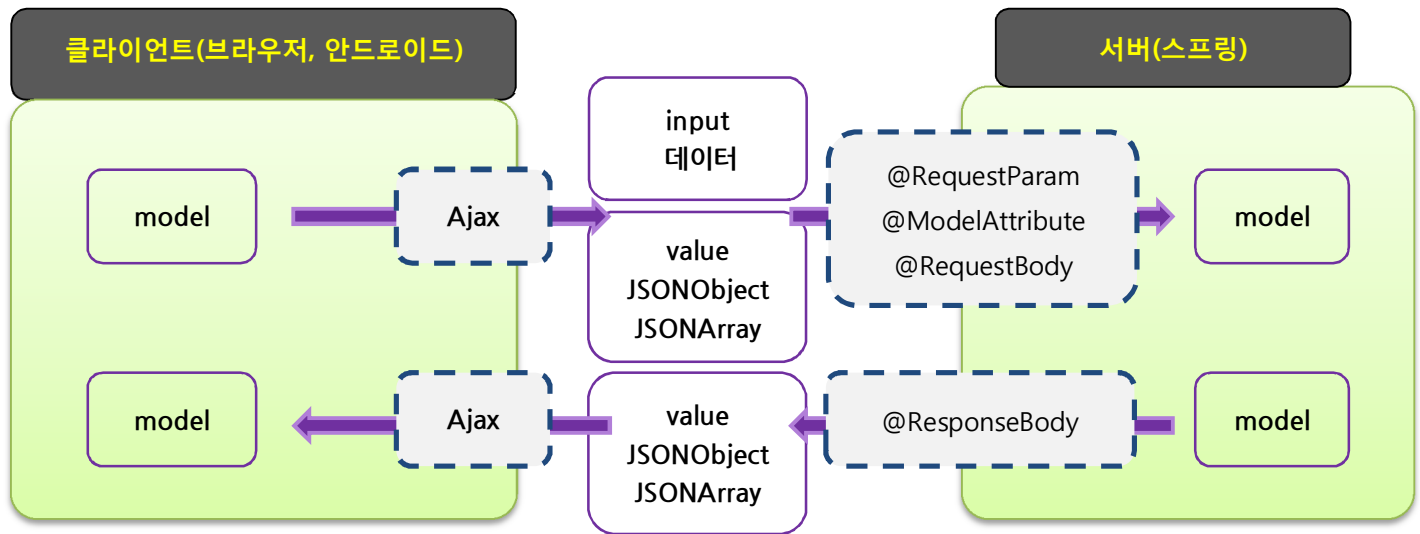 클라이언트(브라우저, 안드로이드)
서버(스프링)
input
데이터
model
Ajax
value
JSONObject
JSONArray
@RequestParam
@ModelAttribute
@RequestBody
model
model
Ajax
value
JSONObject
JSONArray
@ResponseBody
model